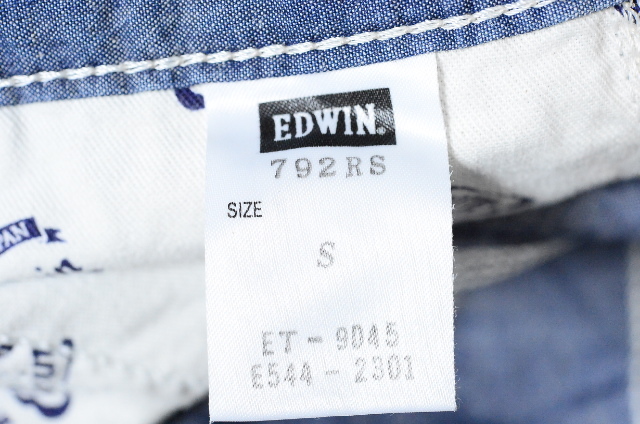 EDWIN.
792RS
SIZE
S
ET-9045
E544-2301